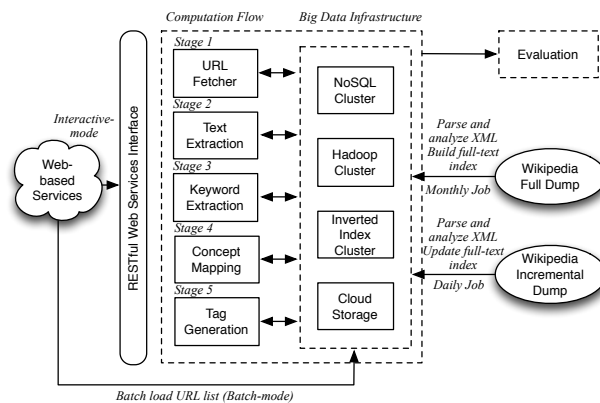 Computation Flow
Big Data Infrastructure
Stage 1
URL
Fetcher
Stage 2
Text
Extraction
Stage 3
Keyword
Extraction
Stage 4
Concept
Mapping
Stage 5
Tag
Generation
NoSQL
Cluster
Hadoop
Cluster
Inverted
Index
Cluster
Cloud
Storage
Evaluation
Interactive-
mode
Web-
based
Services
RESTful Web Services Interface
Parse and
analyze XML
Build full-text
index
Monthly Job
Wikipedia
Full Dump
Parse and
analyze XML
Update full-text
index
Daily Job
Wikipedia
Incremental
Dump
Batch load URL list (Batch-mode)